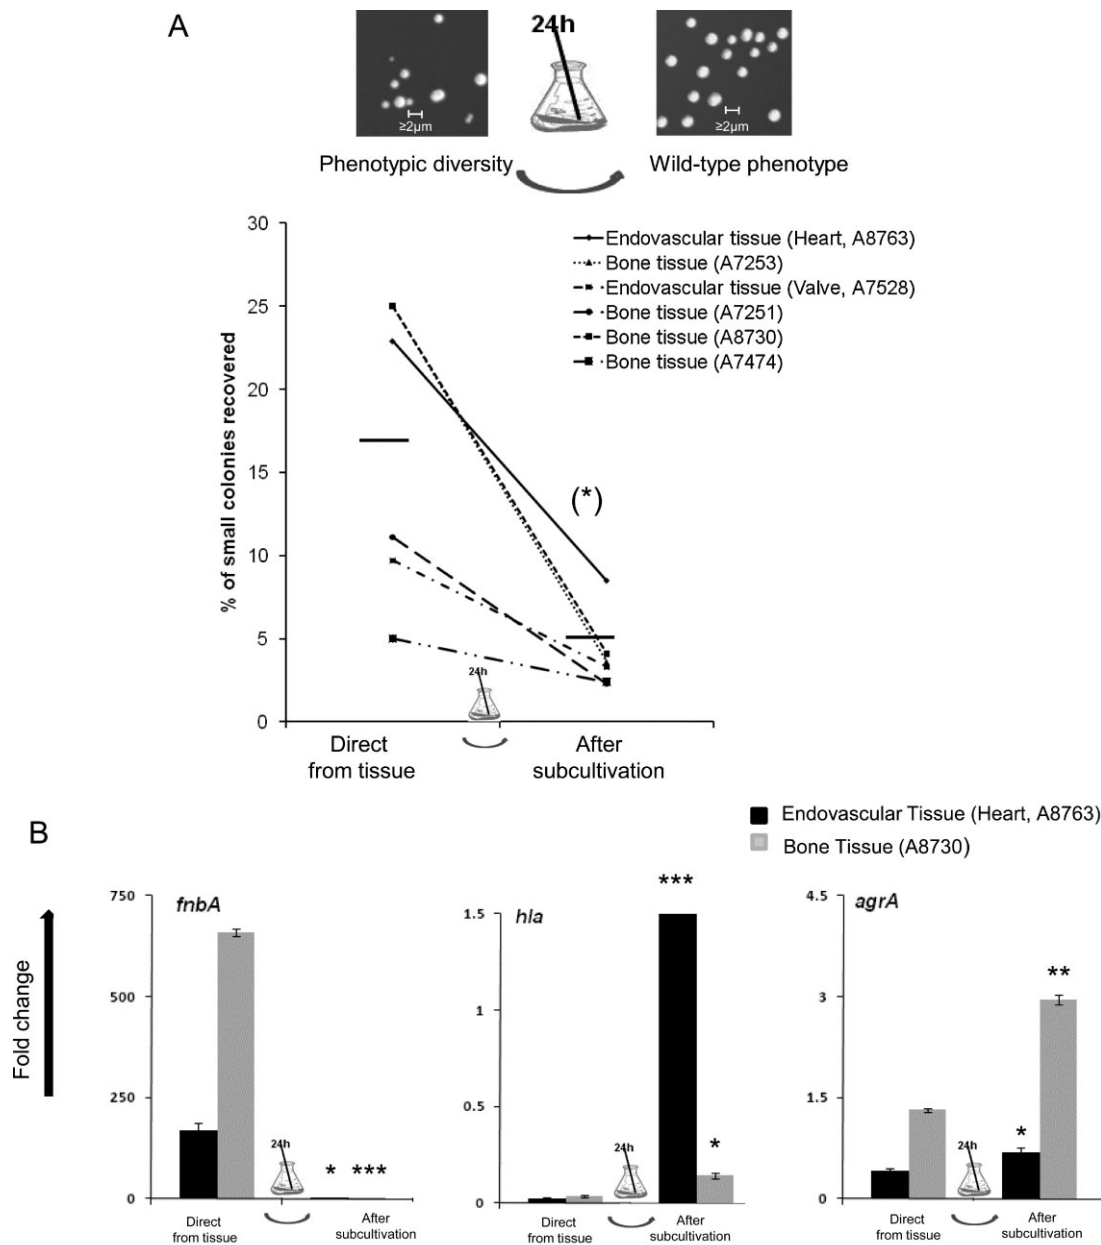 A
24h
≥2µm
≥2µm
Phenotypic diversity
Wild-type phenotype
30
25
20
15
10
5
0
% of small colonies recovered
Endovascular tissue (Heart, A8763)
Bone tissue (A7253)
Endovascular tissue (Valve, A7528)
Bone tissue (A7251)
Bone tissue (A8730)
Bone tissue (A7474)
(*)
24h
Direct
from tissue
After
subcultivation
B
Endovascular Tissue (Heart, A8763)
Bone Tissue (A8730)
Fold change
750
500
250
0
fnbA
24h
* ***
Direct
from tissue
After
subcultivation
1.5
1
0.5
0
hla
***
*
24h
Direct
from tissue
After
subcultivation
4.5
3
1.5
0
agrA
**
*
24h
Direct
from tissue
After
subcultivation